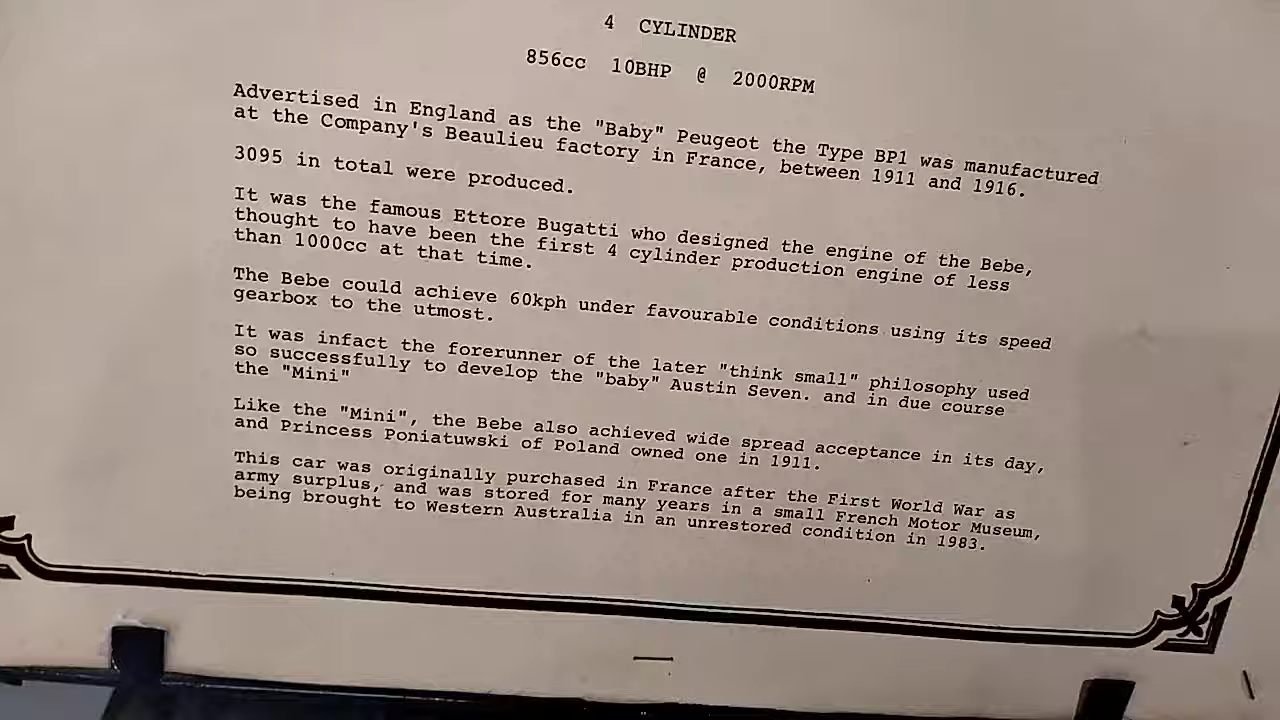 4 CYLINDER
856cc 10BHP @ 2000RPM
Advertised in England as the "Baby" Peugeot the Type BP1 was manufactured
at the Company's Beaulieu factory in France, between 1911 and 1916.
3095 in total were produced.
It was the famous Ettore Bugatti who designed the engine of the Bebe,
thought to have been the first 4 cylinder production engine of less
than 1000cc at that time.
The Bebe could achieve 60kph under favourable conditions using its speed
gearbox to the utmost.
It was infact the forerunner of the later "think small" philosophy used
so successfully to develop the "baby" Austin Seven. and in due course
the "Mini"
Like the "Mini", the Bebe also achieved wide spread acceptance in its day,
and Princess Poniatuwski of Poland owned one in 1911.
This car was originally purchased in France after the First World War as
army surplus, and was stored for many years in a small French Motor Museum,
being brought to Western Australia in an unrestored condition in 1983.